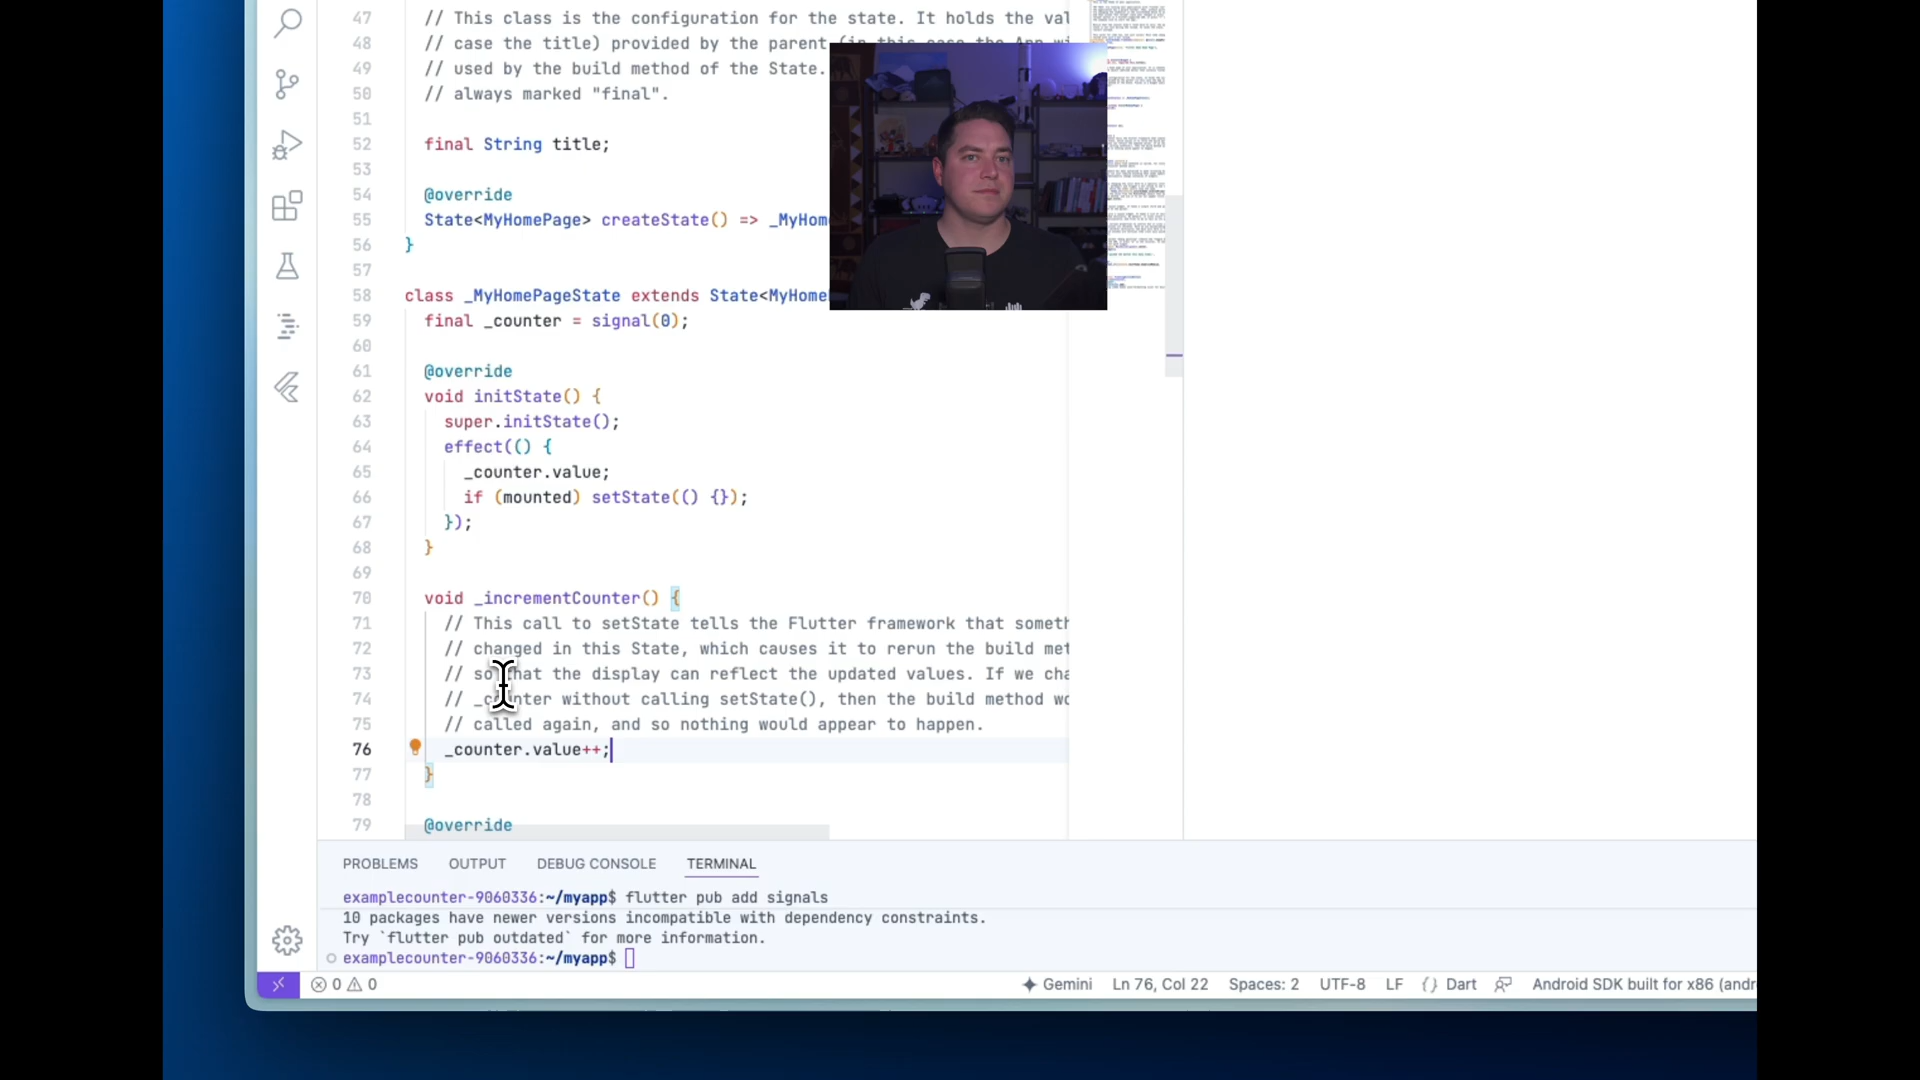 47 // This class is the configuration for the state. It holds the val
48 // case the title) provided by the parent (in this case the App wi
49 // used by the build method of the State.
50 // always marked "final".
51
52 final String title;
53
54 @override
55 State<MyHomePage> createState() => _MyHom
56 }
57
58 class _MyHomePageState extends State<MyHome
59 final _counter = signal(0);
60
61 @override
62 void initState() {
63 super.initState();
64 effect(() {
65 _counter.value;
66 if (mounted) setState(() {});
67 });
68 }
69
70 void _incrementCounter() {
71 // This call to setState tells the Flutter framework that someth
72 // changed in this State, which causes it to rerun the build met
73 // so that the display can reflect the updated values. If we cha
74 // _counter without calling setState(), then the build method wo
75 // called again, and so nothing would appear to happen.
76 _counter.value++;
77 }
78
79 @override
PROBLEMS OUTPUT DEBUG CONSOLE TERMINAL
examplecounter-9060336:~/myapp$ flutter pub add signals
10 packages have newer versions incompatible with dependency constraints.
Try `flutter pub outdated` for more information.
examplecounter-9060336:~/myapp$
0 0 Gemini Ln 76, Col 22 Spaces: 2 UTF-8 LF {} Dart Android SDK built for x86 (andr